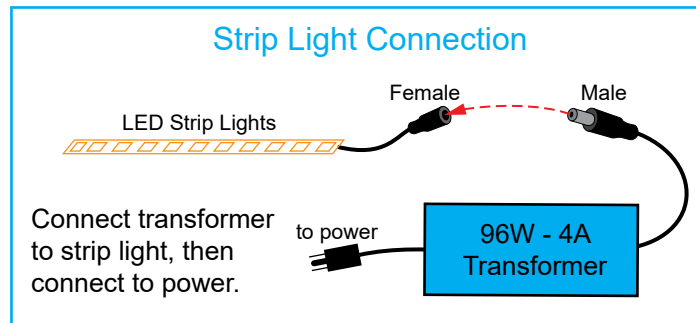 Strip Light Connection
Female
Male
LED Strip Lights
Connect transformer
to strip light, then
connect to power.
to power
96W - 4A
Transformer